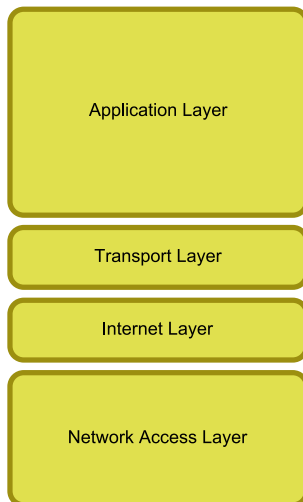 Application Layer
Transport Layer
Internet Layer
Network Access Layer